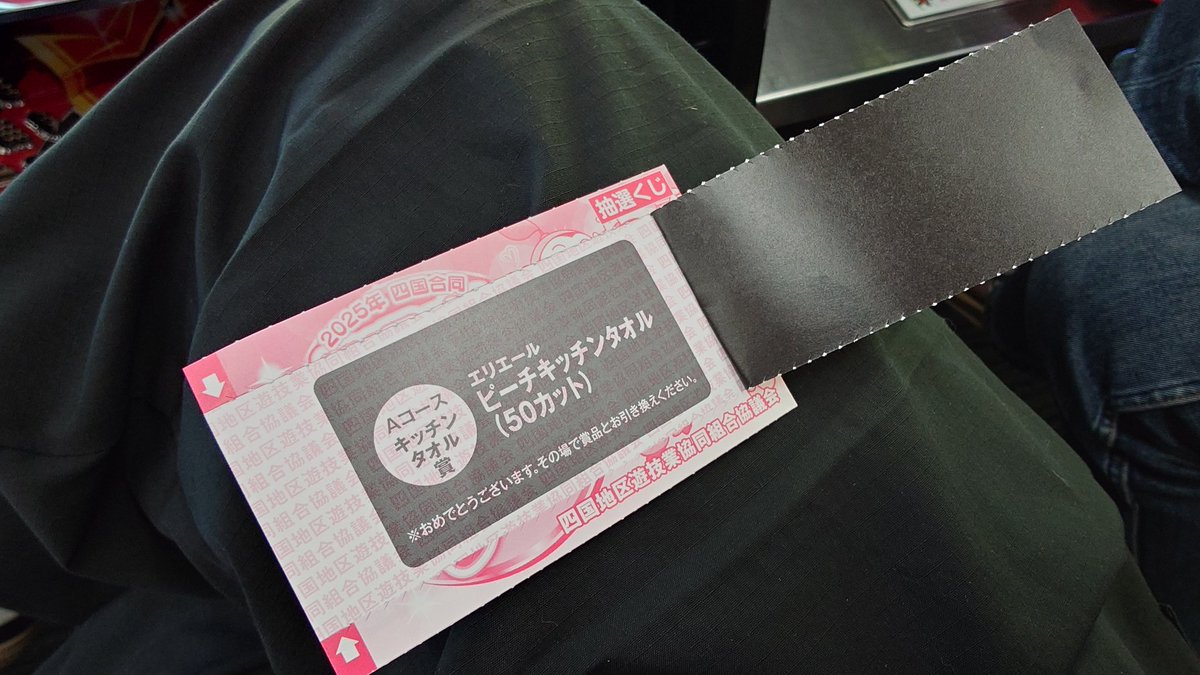 抽選くじ
2025年 四国合同
Aコース
キッチン
タオル
賞
エリエール
ピーチキッチンタオル
(50カット)
※おめでとうございます。その場で賞品とお引き換えください。
四国地区遊技業協同組合協議会